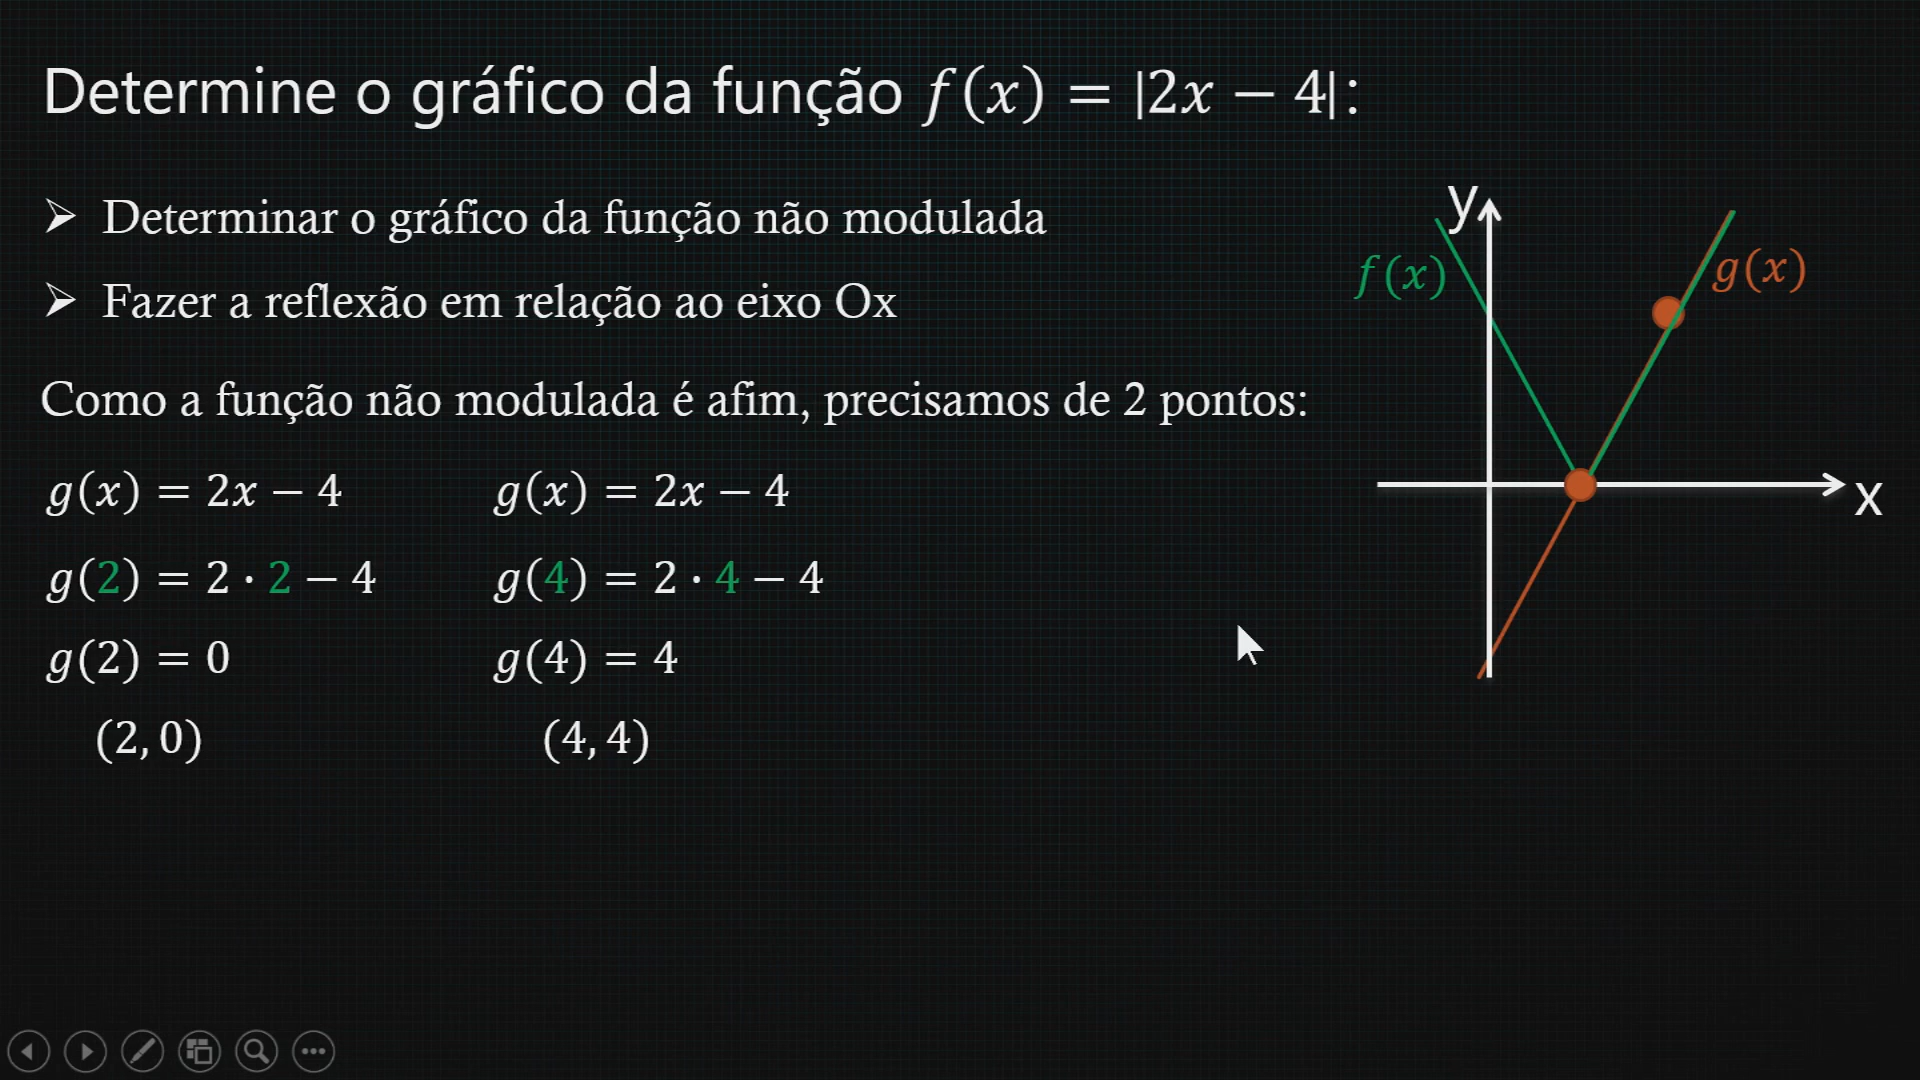 Determine o gráfico da função f(x) = |2x − 4|:
➢ Determinar o gráfico da função não modulada
➢ Fazer a reflexão em relação ao eixo Ox
Como a função não modulada é afim, precisamos de 2 pontos:
g(x) = 2x − 4
g(2) = 2 · 2 − 4
g(2) = 0
(2, 0)
g(x) = 2x − 4
g(4) = 2 · 4 − 4
g(4) = 4
(4, 4)
y
f(x)
g(x)
x